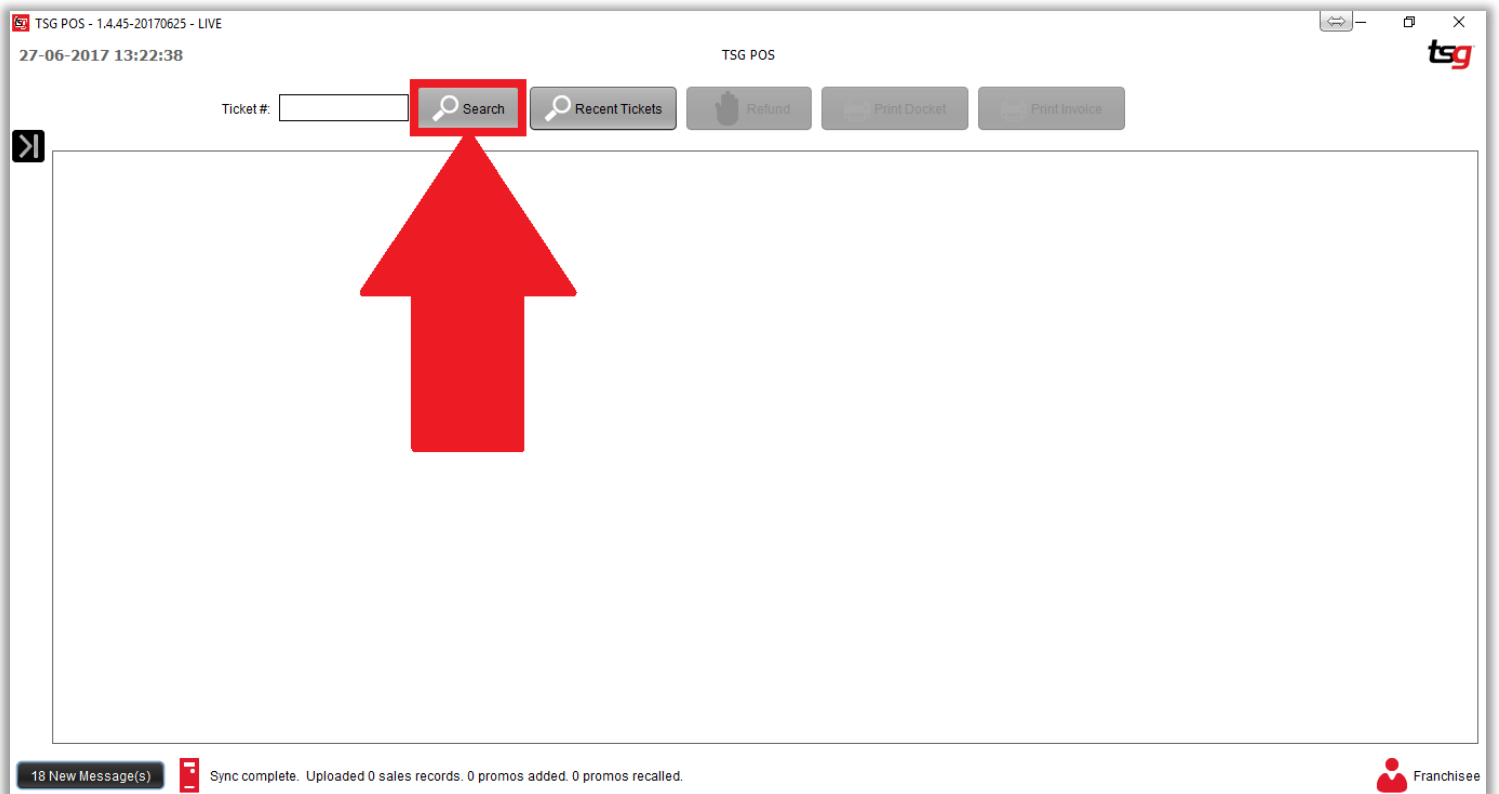 TSG POS - 1.4.45-20170625 - LIVE
27-06-2017 13:22:38
TSG POS
tsg
Ticket #:
Search
Recent Tickets
Refund
Print Docket
Print Invoice
18 New Message(s)
Sync complete. Uploaded 0 sales records. 0 promos added. 0 promos recalled.
Franchisee